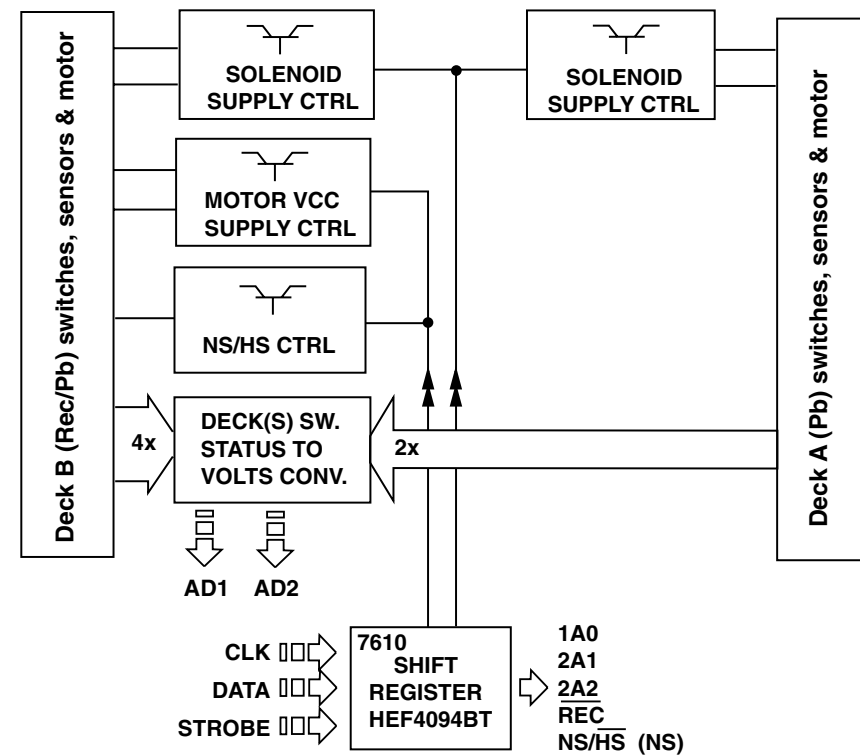 Deck B (Rec/Pb) switches, sensors & motor
SOLENOID
SUPPLY CTRL
SOLENOID
SUPPLY CTRL
Deck A (Pb) switches, sensors & motor
MOTOR VCC
SUPPLY CTRL
NS/HS CTRL
4x
DECK(S) SW.
STATUS TO
VOLTS CONV.
2x
AD1
AD2
CLK
DATA
STROBE
7610
SHIFT
REGISTER
HEF4094BT
1A0
2A1
2A2
R̅E̅C̅
NS/H̅S̅ (NS)